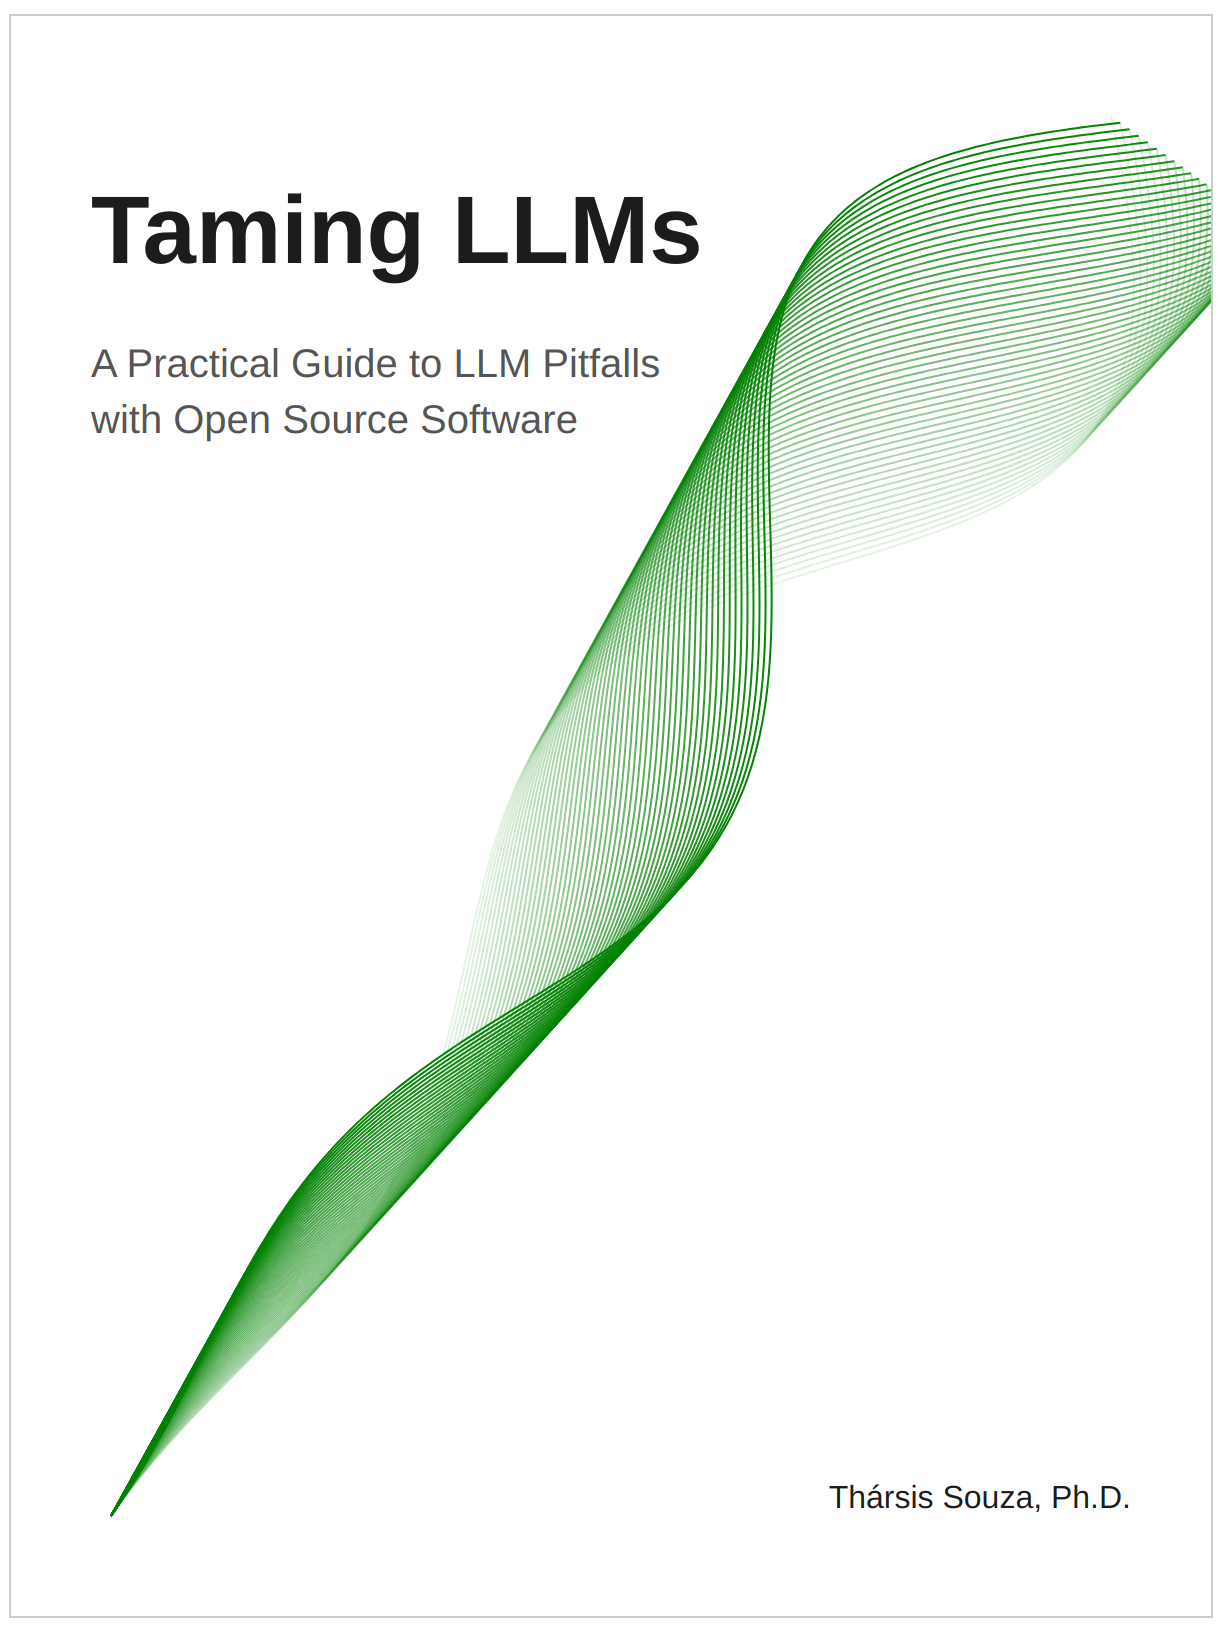 Taming LLMs
A Practical Guide to LLM Pitfalls
with Open Source Software
Thársis Souza, Ph.D.